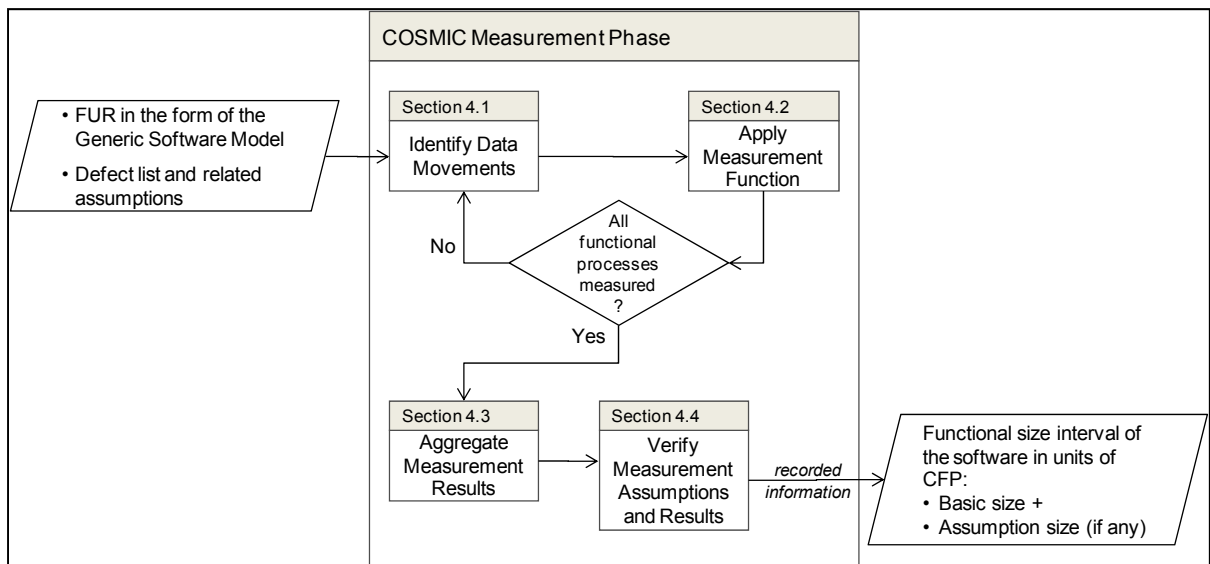 COSMIC Measurement Phase
• FUR in the form of the
Generic Software Model
• Defect list and related
assumptions
Section 4.1
Identify Data
Movements
Section 4.2
Apply
Measurement
Function
All
functional
processes
measured
?
No
Yes
Section 4.3
Aggregate
Measurement
Results
Section 4.4
Verify
Measurement
Assumptions
and Results
recorded
information
Functional size interval of
the software in units of
CFP:
• Basic size +
• Assumption size (if any)